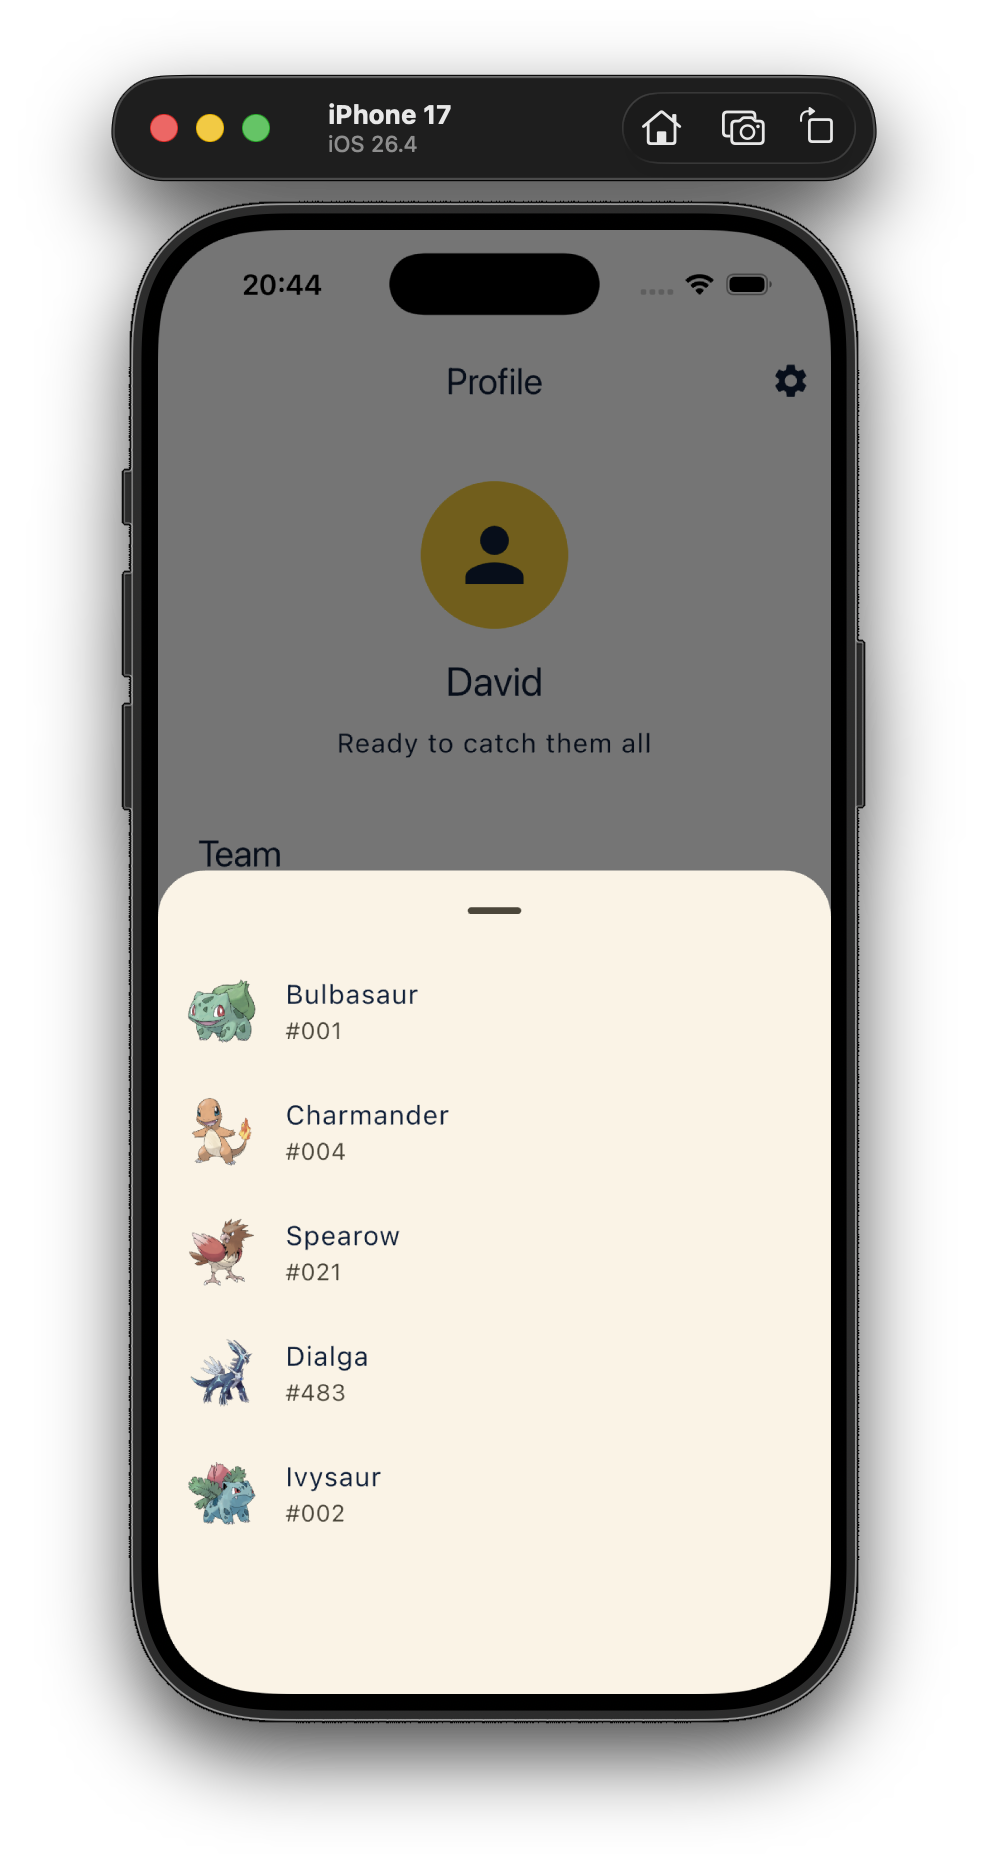 iPhone 17
iOS 26.4
20:44
Profile
David
Ready to catch them all
Team
Bulbasaur
#001
Charmander
#004
Spearow
#021
Dialga
#483
Ivysaur
#002